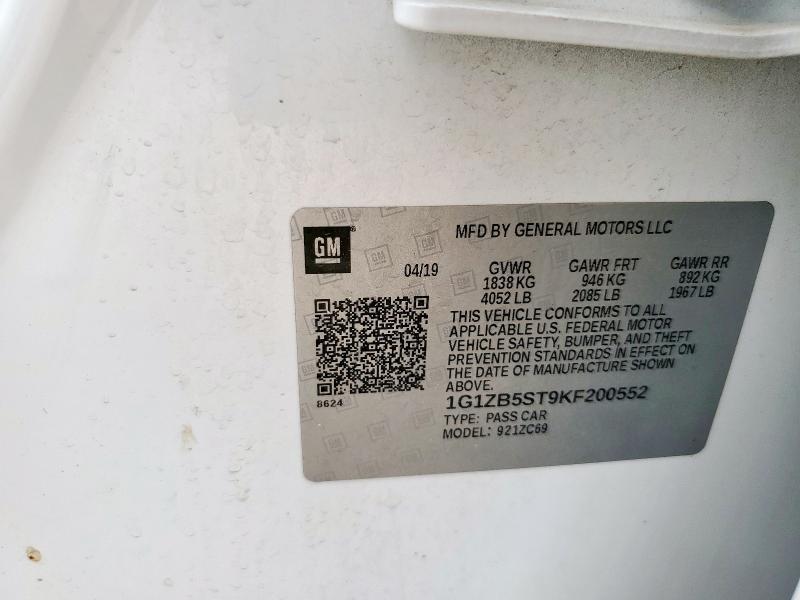 GM
MFD BY GENERAL MOTORS LLC
04/19 GVWR GAWR FRT GAWR RR
1838 KG 946 KG 892 KG
4052 LB 2085 LB 1967 LB
THIS VEHICLE CONFORMS TO ALL
APPLICABLE U.S. FEDERAL MOTOR
VEHICLE SAFETY, BUMPER, AND THEFT
PREVENTION STANDARDS IN EFFECT ON
THE DATE OF MANUFACTURE SHOWN
ABOVE.
8624
1G1ZB5ST9KF200552
TYPE: PASS CAR
MODEL: 921ZC69